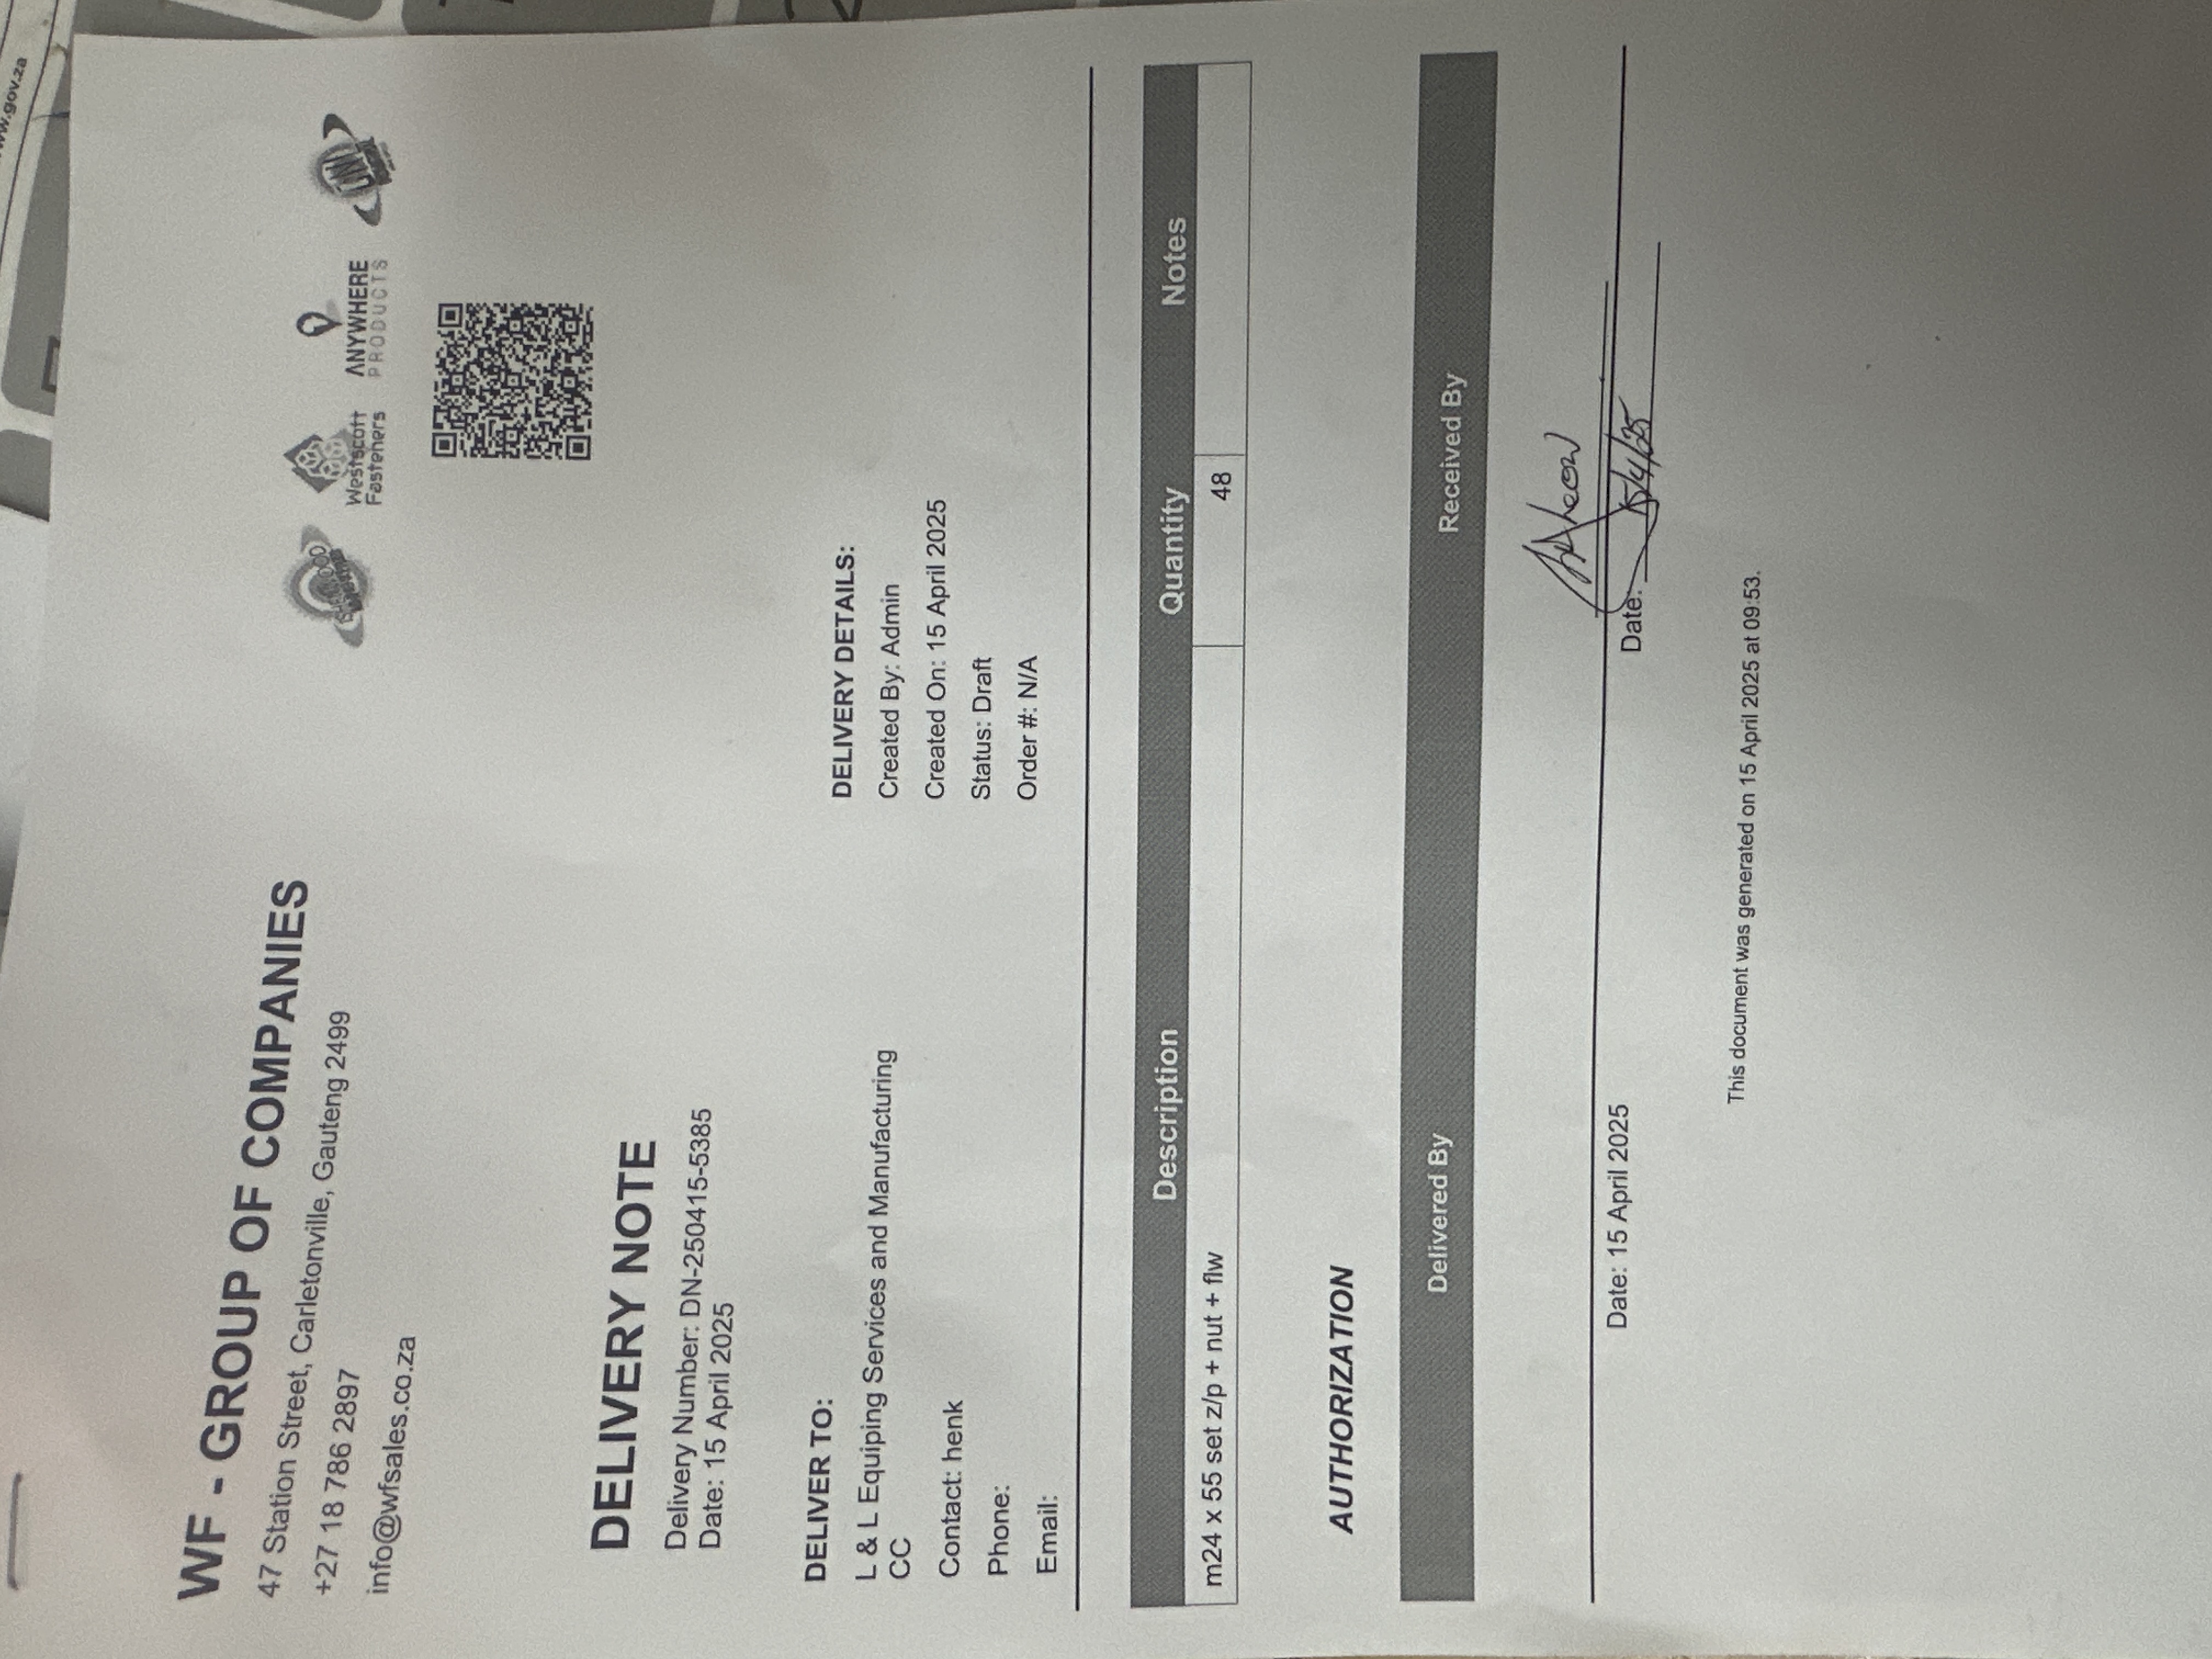 www.gov.za
WF - GROUP OF COMPANIES
47 Station Street, Carletonville, Gauteng 2499
+27 18 786 2897
info@wfsales.co.za
Westscott
Fasteners
ANYWHERE
PRODUCTS
DELIVERY NOTE
Delivery Number: DN-250415-5385
Date: 15 April 2025
DELIVER TO:
L & L Equiping Services and Manufacturing
CC
Contact: henk
Phone:
Email:
DELIVERY DETAILS:
Created By: Admin
Created On: 15 April 2025
Status: Draft
Order #: N/A
Description Quantity Notes
m24 x 55 set z/p + nut + flw 48
AUTHORIZATION
Delivered By Received By
Date: 15 April 2025
Date: 15/4/25
This document was generated on 15 April 2025 at 09:53.